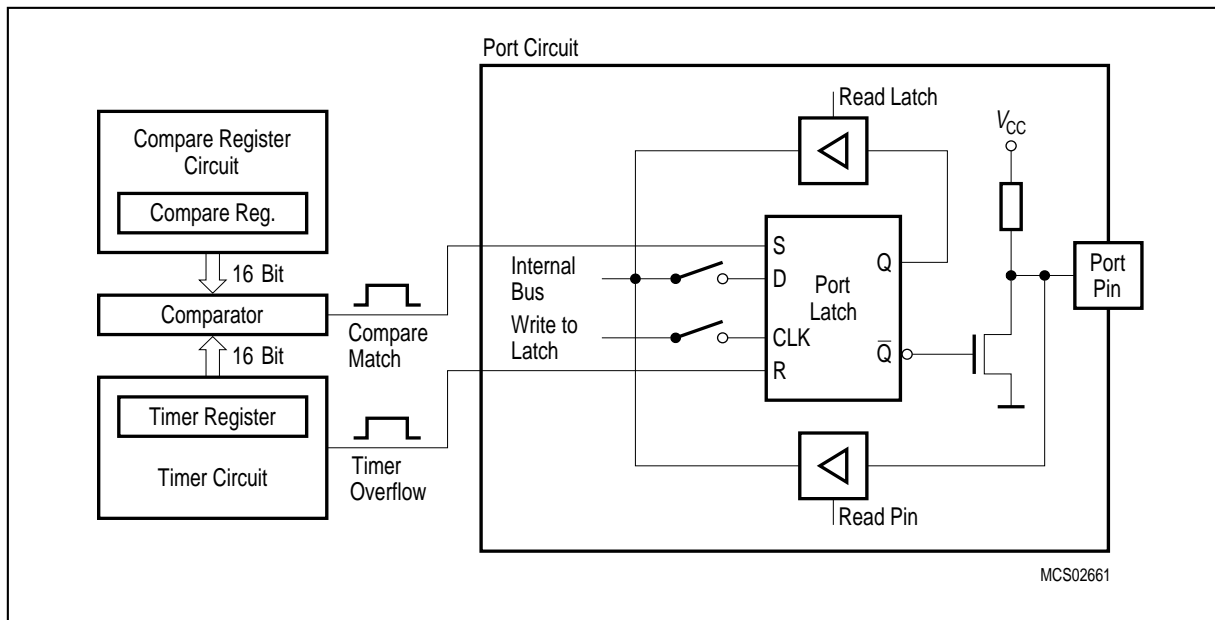 Port Circuit
Read Latch
VCC
Compare Register
Circuit
Compare Reg.
16 Bit
Comparator
16 Bit
Timer Register
Timer Circuit
Compare
Match
Timer
Overflow
Internal
Bus
Write to
Latch
S
D
CLK
R
Port
Latch
Q
Q̅
Port
Pin
Read Pin
MCS02661